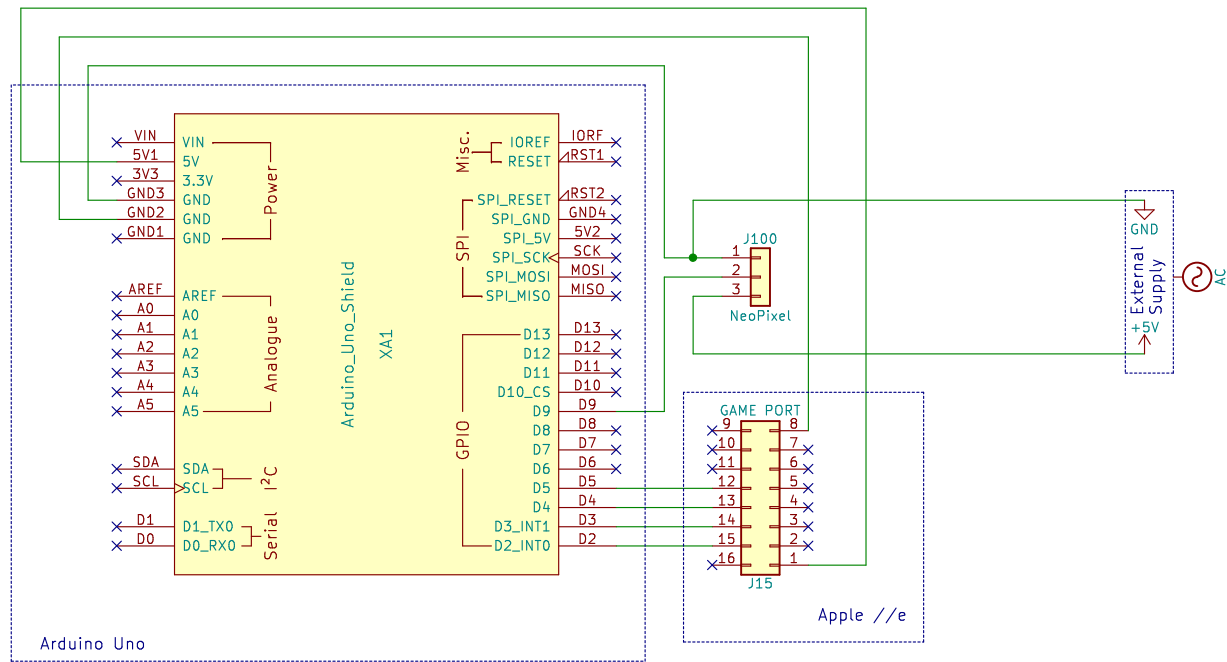 VIN
5V1
3V3
GND3
GND2
GND1
AREF
A0
A1
A2
A3
A4
A5
SDA
SCL
D1
D0
VIN
5V
3.3V
GND
GND
GND
Power
AREF
A0
A1
A2
A3
A4
A5
Analogue
SDA
SCL
I²C
D1_TX0
D0_RX0
Serial
Arduino_Uno_Shield
XA1
Misc.
IOREF
RESET
SPI
SPI_RESET
SPI_GND
SPI_5V
SPI_SCK
SPI_MOSI
SPI_MISO
GPIO
D13
D12
D11
D10_CS
D9
D8
D7
D6
D5
D4
D3_INT1
D2_INT0
IORF
RST1
RST2
GND4
5V2
SCK
MOSI
MISO
D13
D12
D11
D10
D9
D8
D7
D6
D5
D4
D3
D2
Arduino Uno
J100
1
2
3
NeoPixel
GAME PORT
9
10
11
12
13
14
15
16
8
7
6
5
4
3
2
1
J15
Apple //e
GND
External
Supply
+5V
AC